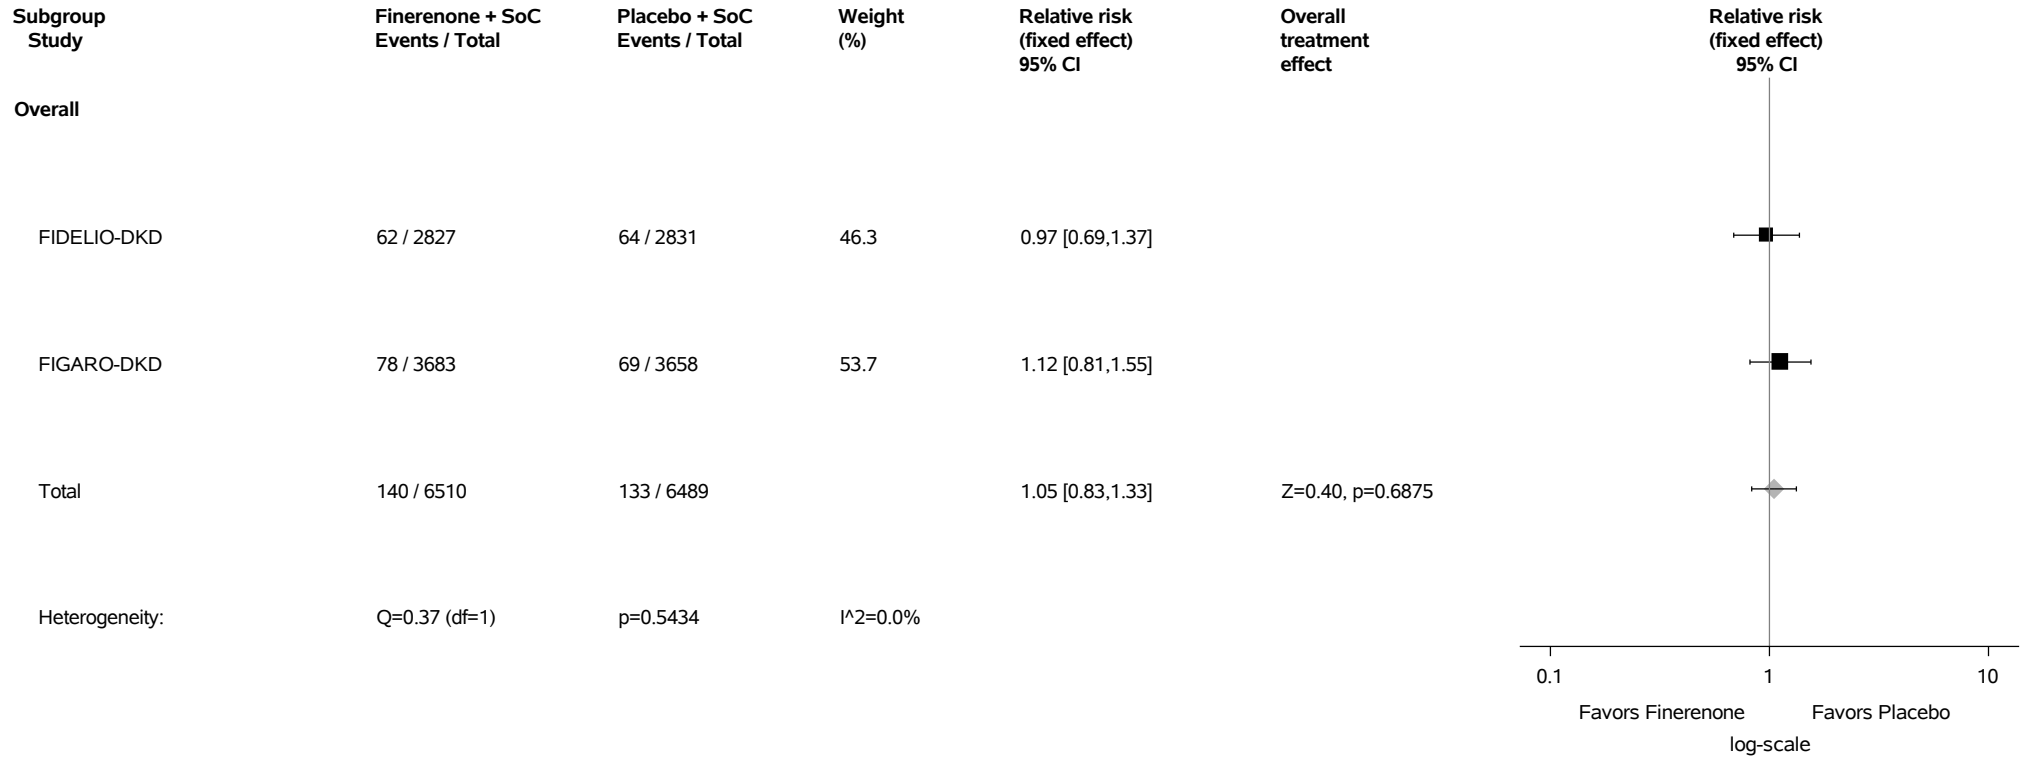 Subgroup Finerenone + SoC Placebo + SoC Weight Relative risk Overall Relative risk
Study Events / Total Events / Total (%) (fixed effect) treatment (fixed effect)
95% CI effect 95% CI
Overall
FIDELIO-DKD 62 / 2827 64 / 2831 46.3 0.97 [0.69,1.37]
FIGARO-DKD 78 / 3683 69 / 3658 53.7 1.12 [0.81,1.55]
Total 140 / 6510 133 / 6489 1.05 [0.83,1.33] Z=0.40, p=0.6875
Heterogeneity: Q=0.37 (df=1) p=0.5434 I^2=0.0%
0.1 1 10
Favors Finerenone Favors Placebo
log-scale